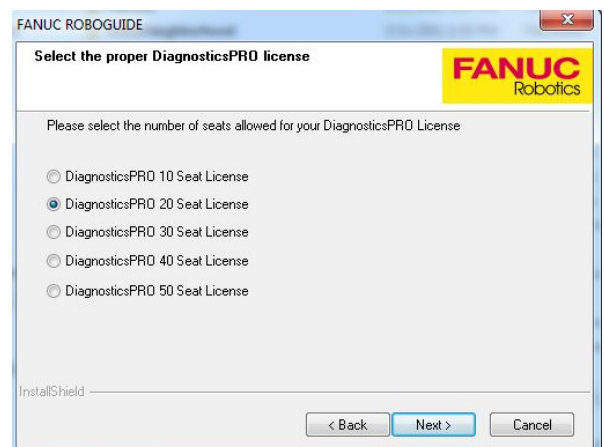 FANUC ROBOGUIDE
Select the proper DiagnosticsPRO license
FANUC
Robotics
Please select the number of seats allowed for your DiagnosticsPRO License
DiagnosticsPRO 10 Seat License
DiagnosticsPRO 20 Seat License
DiagnosticsPRO 30 Seat License
DiagnosticsPRO 40 Seat License
DiagnosticsPRO 50 Seat License
InstallShield
< Back
Next >
Cancel